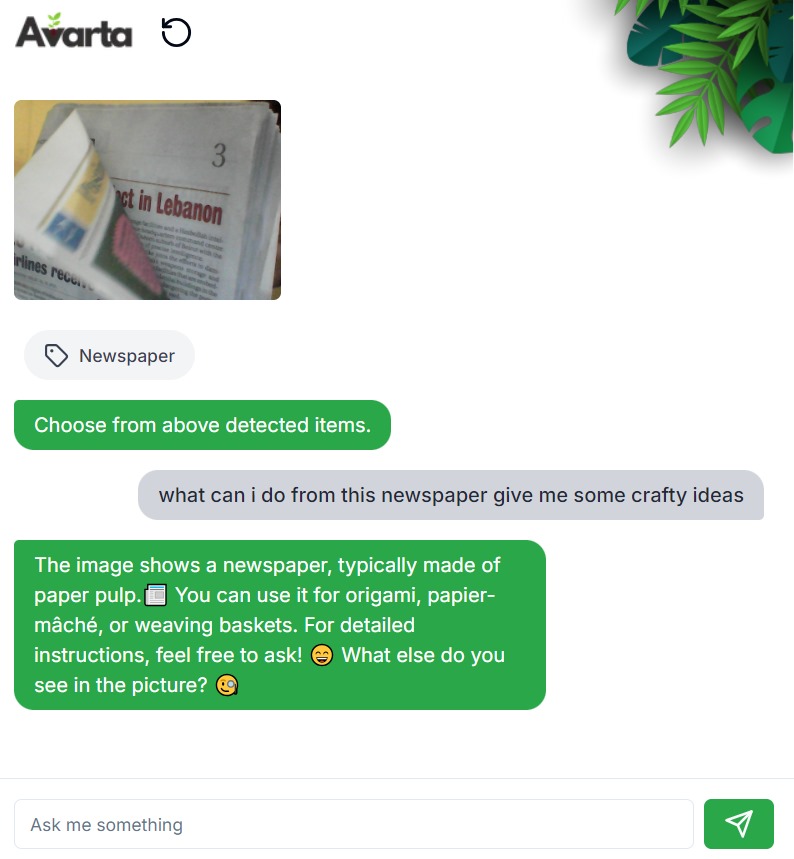 Avarta
3
ct in Lebanon
rlines rece
Newspaper
Choose from above detected items.
what can i do from this newspaper give me some crafty ideas
The image shows a newspaper, typically made of
paper pulp.📰 You can use it for origami, papier-
mâché, or weaving baskets. For detailed
instructions, feel free to ask! 😄 What else do you
see in the picture? 🧐
Ask me something